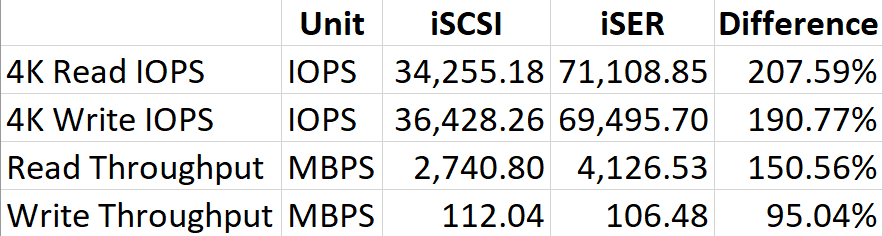 Unit iSCSI iSER Difference
4K Read IOPS IOPS 34,255.18 71,108.85 207.59%
4K Write IOPS IOPS 36,428.26 69,495.70 190.77%
Read Throughput MBPS 2,740.80 4,126.53 150.56%
Write Throughput MBPS 112.04 106.48 95.04%